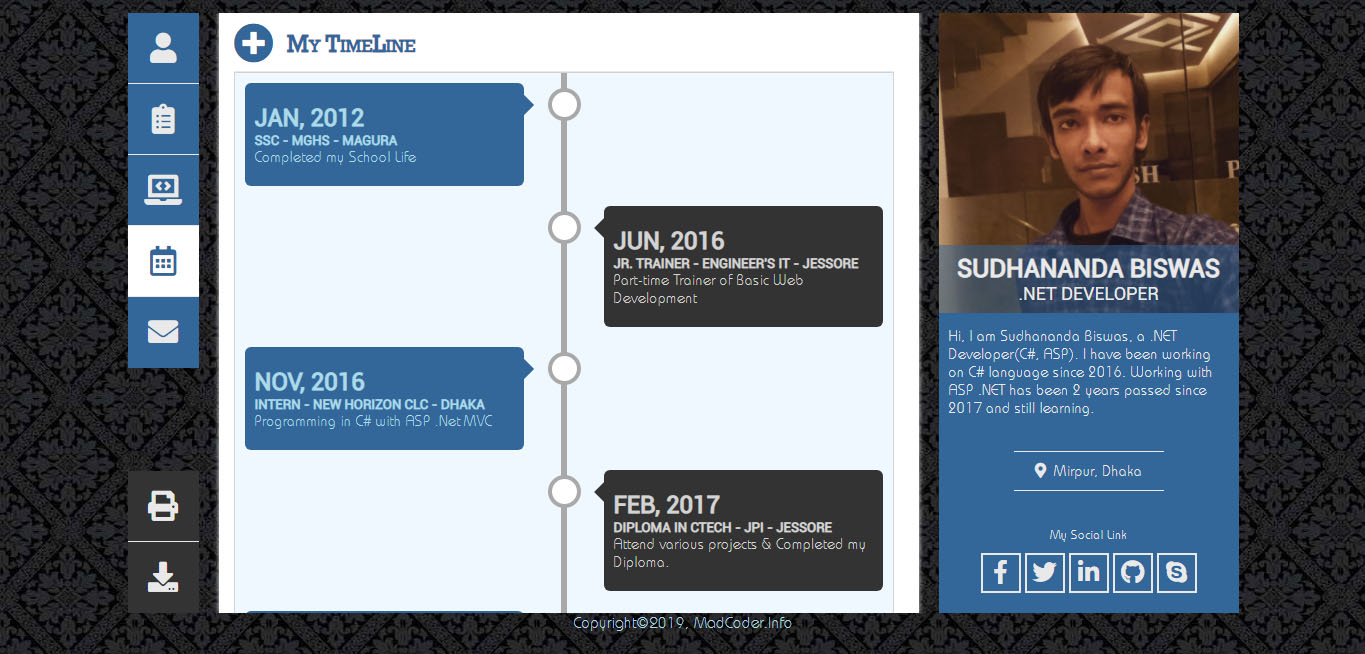 My TimeLine
JAN, 2012
SSC - MGHS - MAGURA
Completed my School Life
JUN, 2016
JR. TRAINER - ENGINEER'S IT - JESSORE
Part-time Trainer of Basic Web
Development
NOV, 2016
INTERN - NEW HORIZON CLC - DHAKA
Programming in C# with ASP .Net MVC
FEB, 2017
DIPLOMA IN CTECH - JPI - JESSORE
Attend various projects & Completed my
Diploma.
SUDHANANDA BISWAS
.NET DEVELOPER
Hi, I am Sudhananda Biswas, a .NET
Developer(C#, ASP). I have been working
on C# language since 2016. Working with
ASP .NET has been 2 years passed since
2017 and still learning.
Mirpur, Dhaka
My Social Link
Copyright©2019, MadCoder.Info